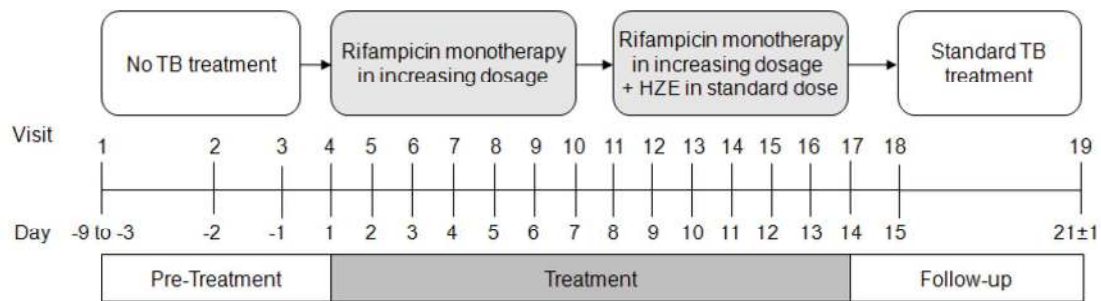 No TB treatment
Rifampicin monotherapy
in increasing dosage
Rifampicin monotherapy
in increasing dosage
+ HZE in standard dose
Standard TB
treatment
Visit
1 2 3 4 5 6 7 8 9 10 11 12 13 14 15 16 17 18 19
Day -9 to -3 -2 -1 1 2 3 4 5 6 7 8 9 10 11 12 13 14 15 21±1
Pre-Treatment Treatment Follow-up